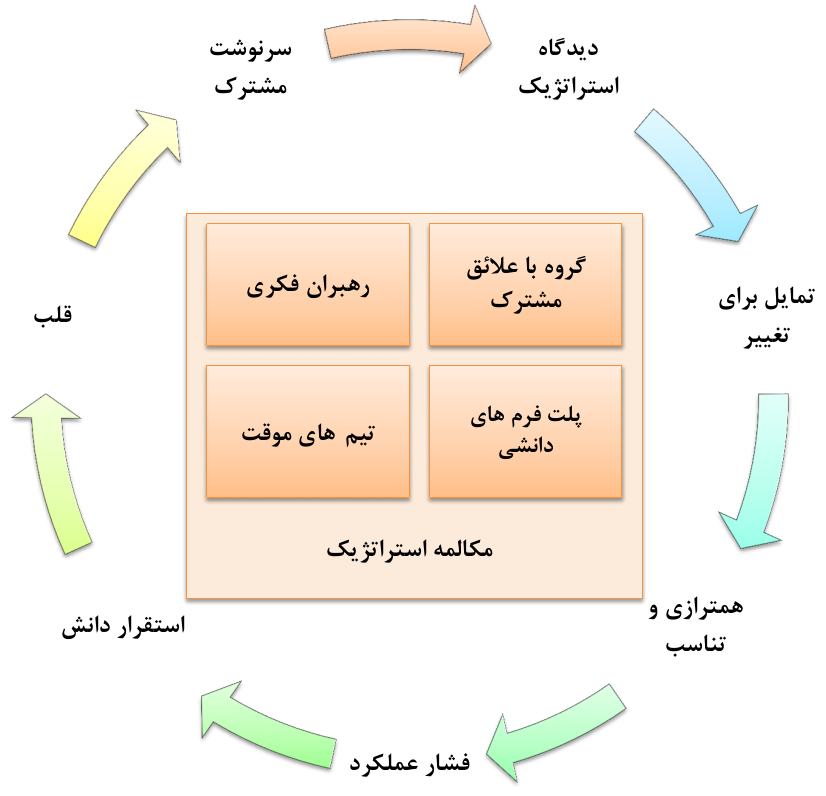 سرنوشت
مشترک
دیدگاه
استراتژیک
تمایل برای
تغییر
همترازی و
تناسب
فشار عملکرد
استقرار دانش
قلب
گروه با علائق
مشترک
رهبران فکری
پلت فرم های
دانشی
تیم های موقت
مکالمه استراتژیک